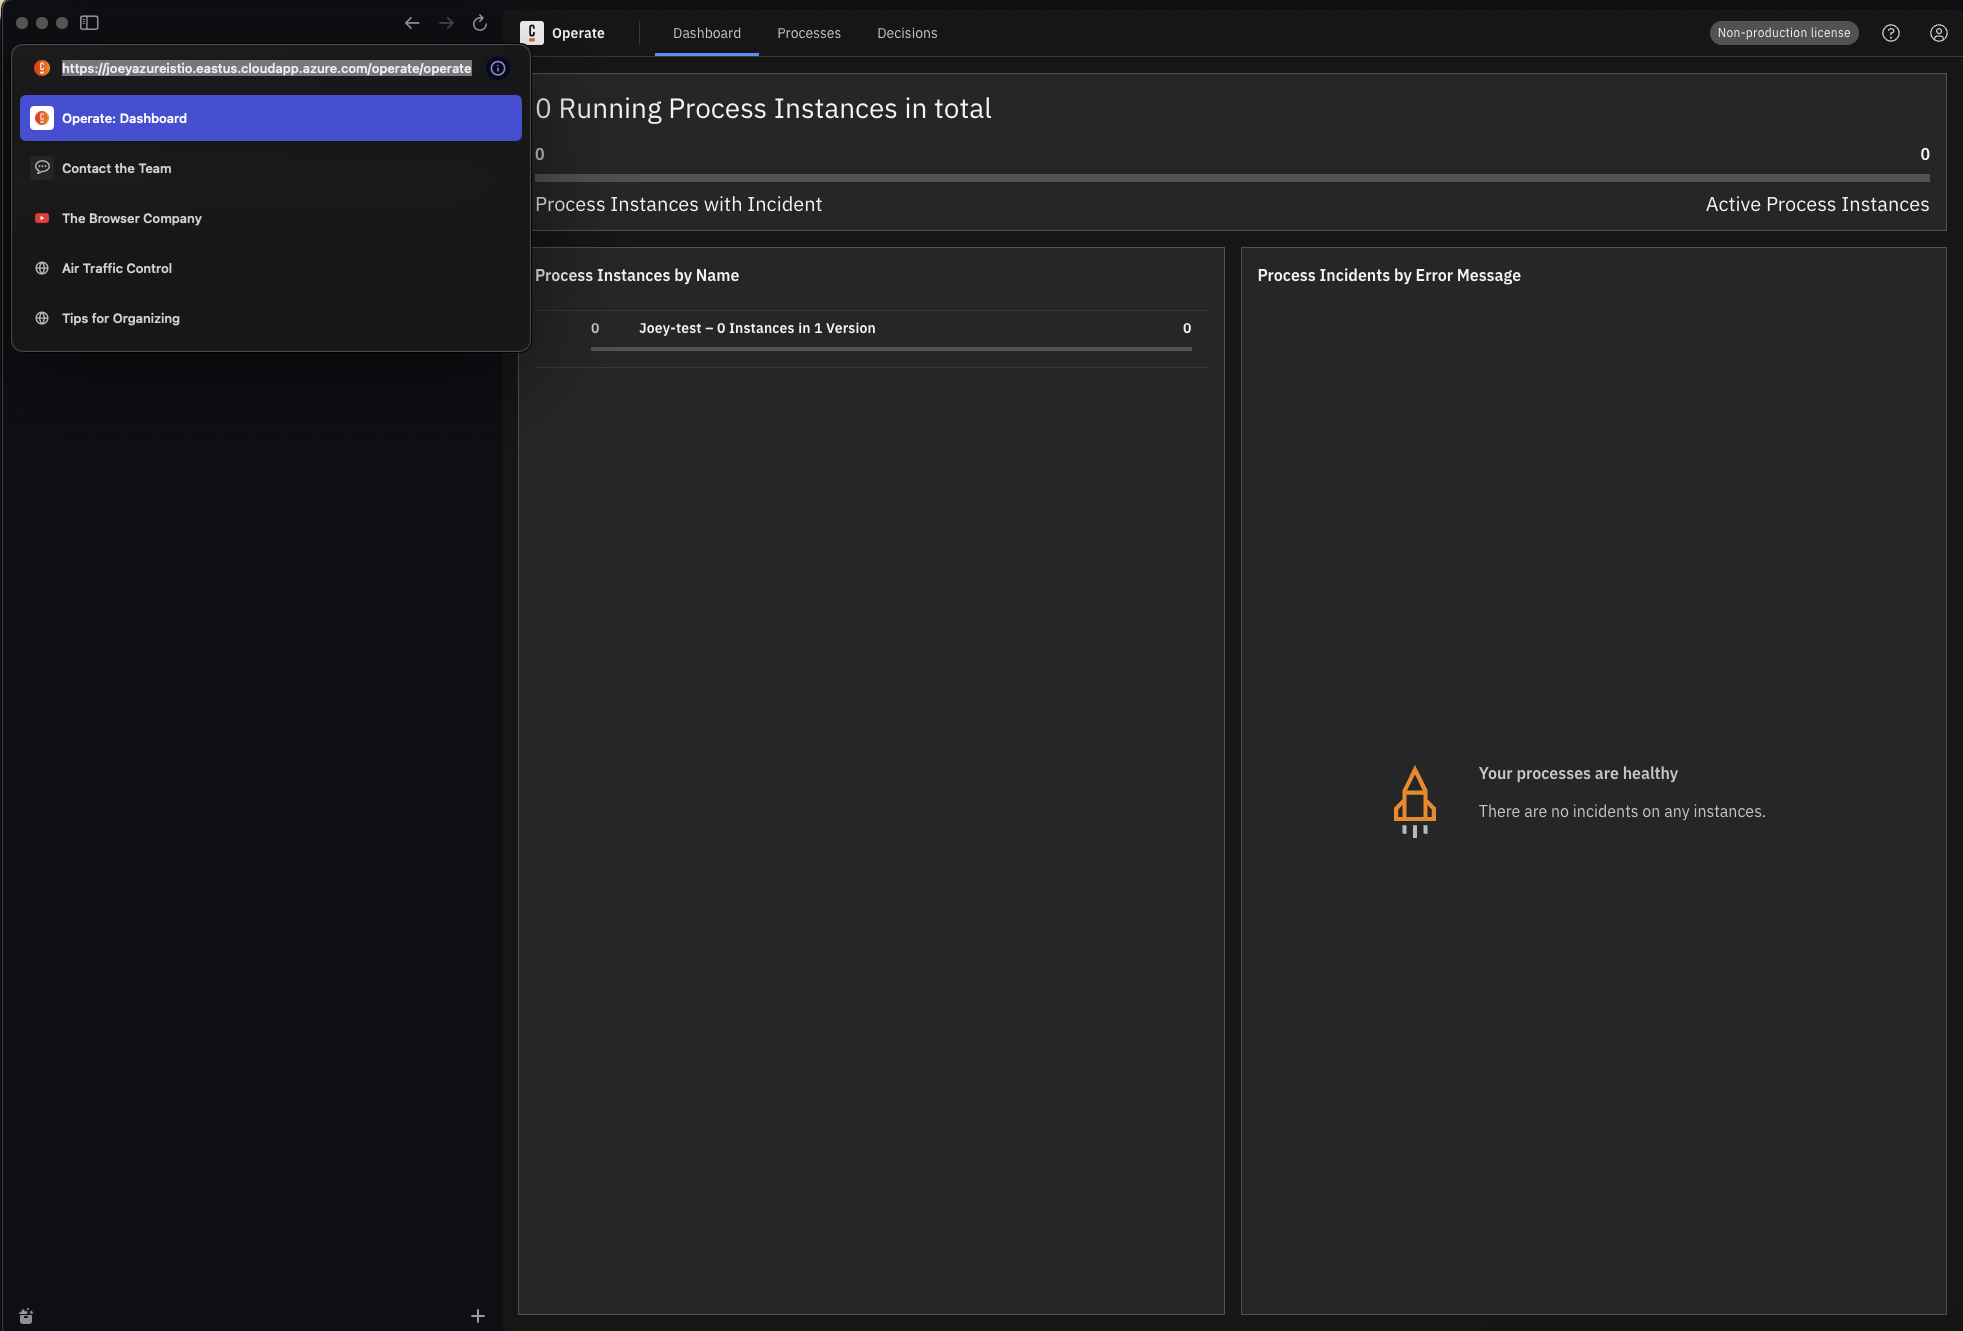 https://joeyazureistio.eastus.cloudapp.azure.com/operate/operate
Operate: Dashboard
Contact the Team
The Browser Company
Air Traffic Control
Tips for Organizing
Operate
Dashboard
Processes
Decisions
Non-production license
0 Running Process Instances in total
0
0
Process Instances with Incident
Active Process Instances
Process Instances by Name
0
Joey-test – 0 Instances in 1 Version
0
Process Incidents by Error Message
Your processes are healthy
There are no incidents on any instances.